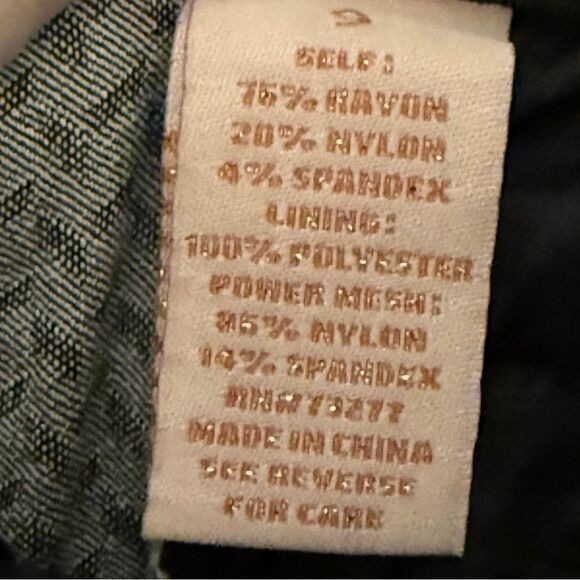 SELF:
76% RAYON
20% NYLON
4% SPANDEX
LINING:
100% POLYESTER
POWER MESH:
86% NYLON
14% SPANDEX
MADE IN CHINA
SEE REVERSE
FOR CARE